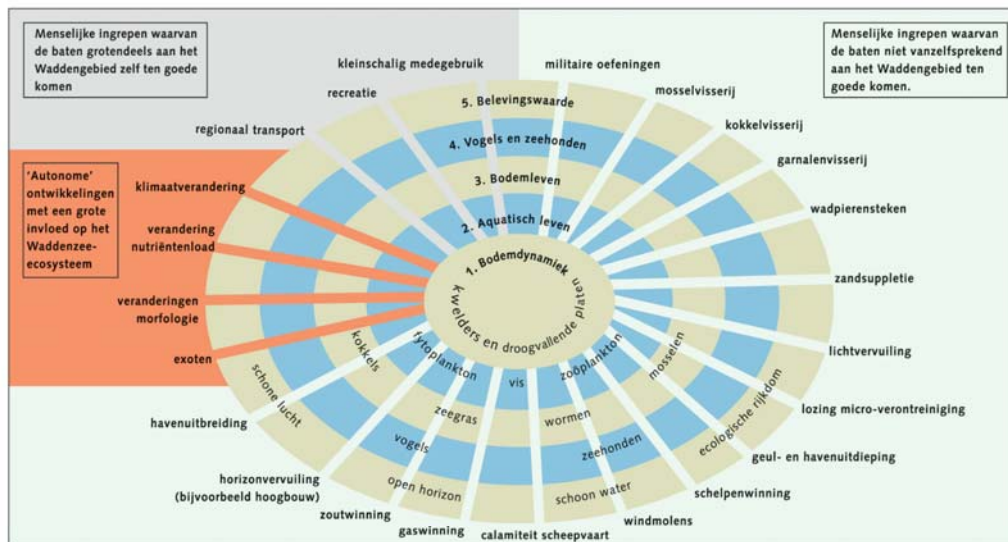 Menselijke ingrepen waarvan
de baten grotendeels aan het
Waddengebied zelf ten goede
komen
Menselijke ingrepen waarvan
de baten niet vanzelfsprekend
aan het Waddengebied ten
goede komen.
'Autonome'
ontwikkelingen
met een grote
invloed op het
Waddenzee-
ecosysteem
kleinschalig medegebruik
recreatie
regionaal transport
klimaatverandering
verandering
nutriëntenload
veranderingen
morfologie
exoten
militaire oefeningen
mosselvisserij
kokkelvisserij
garnalenvisserij
wadpierensteken
zandsuppletie
lichtvervuiling
lozing micro-verontreiniging
geul- en havenuitdieping
schelpenwinning
windmolens
calamiteit scheepvaart
gaswinning
zoutwinning
horizonvervuiling
(bijvoorbeeld hoogbouw)
havenuitbreiding
5. Belevingswaarde
4. Vogels en zeehonden
3. Bodemleven
2. Aquatisch leven
1. Bodemdynamiek
kwelders en droogvallende platen
fytoplankton
vis
zoöplankton
kokkels
zeegras
wormen
mosselen
vogels
zeehonden
schone lucht
open horizon
schoon water
ecologische rijkdom